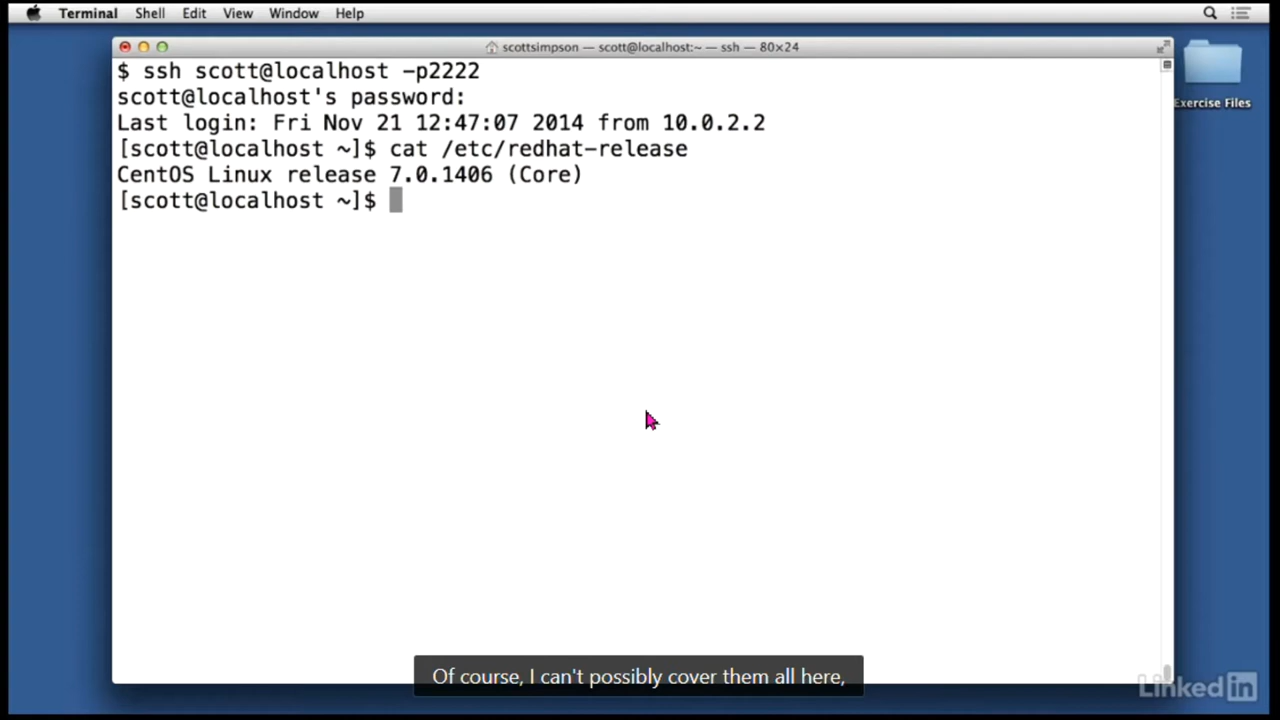 Terminal Shell Edit View Window Help
scottsimpson — scott@localhost:~ — ssh — 80×24
$ ssh scott@localhost -p2222
scott@localhost's password:
Last login: Fri Nov 21 12:47:07 2014 from 10.0.2.2
[scott@localhost ~]$ cat /etc/redhat-release
CentOS Linux release 7.0.1406 (Core)
[scott@localhost ~]$
Exercise Files
Of course, I can't possibly cover them all here,
Linked in